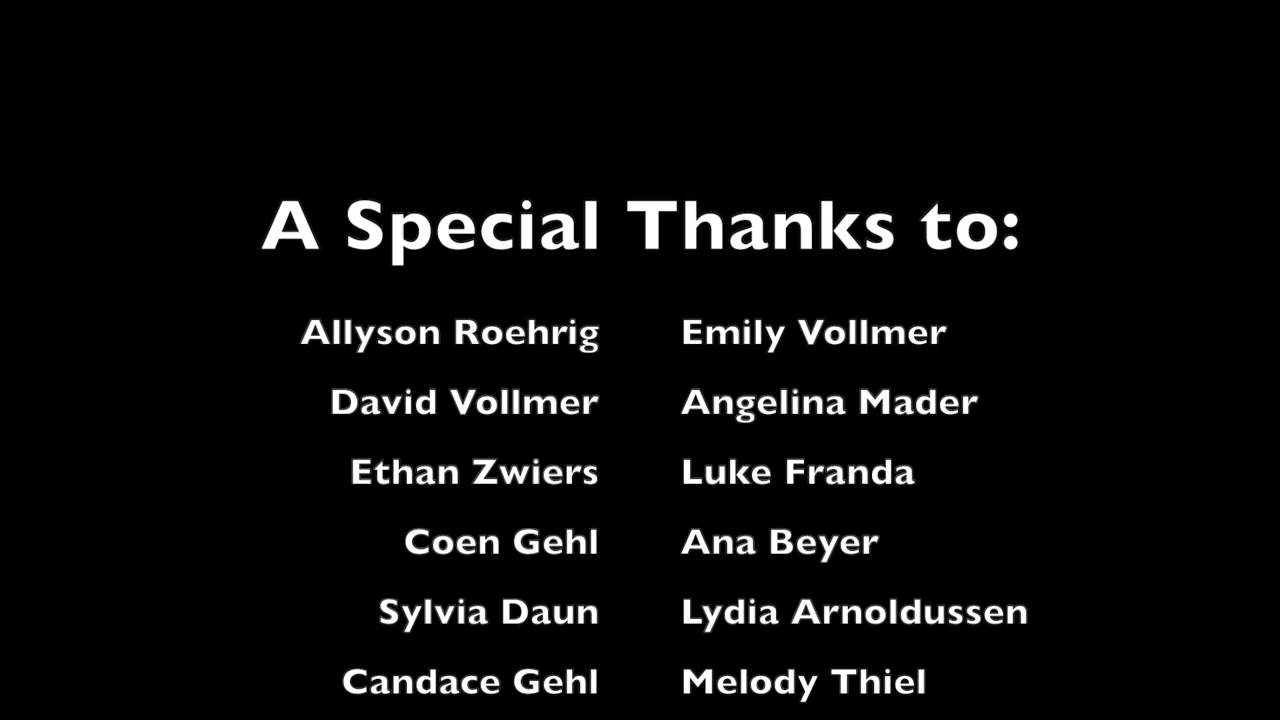 A Special Thanks to:
Allyson Roehrig Emily Vollmer
David Vollmer Angelina Mader
Ethan Zwiers Luke Franda
Coen Gehl Ana Beyer
Sylvia Daun Lydia Arnoldussen
Candace Gehl Melody Thiel